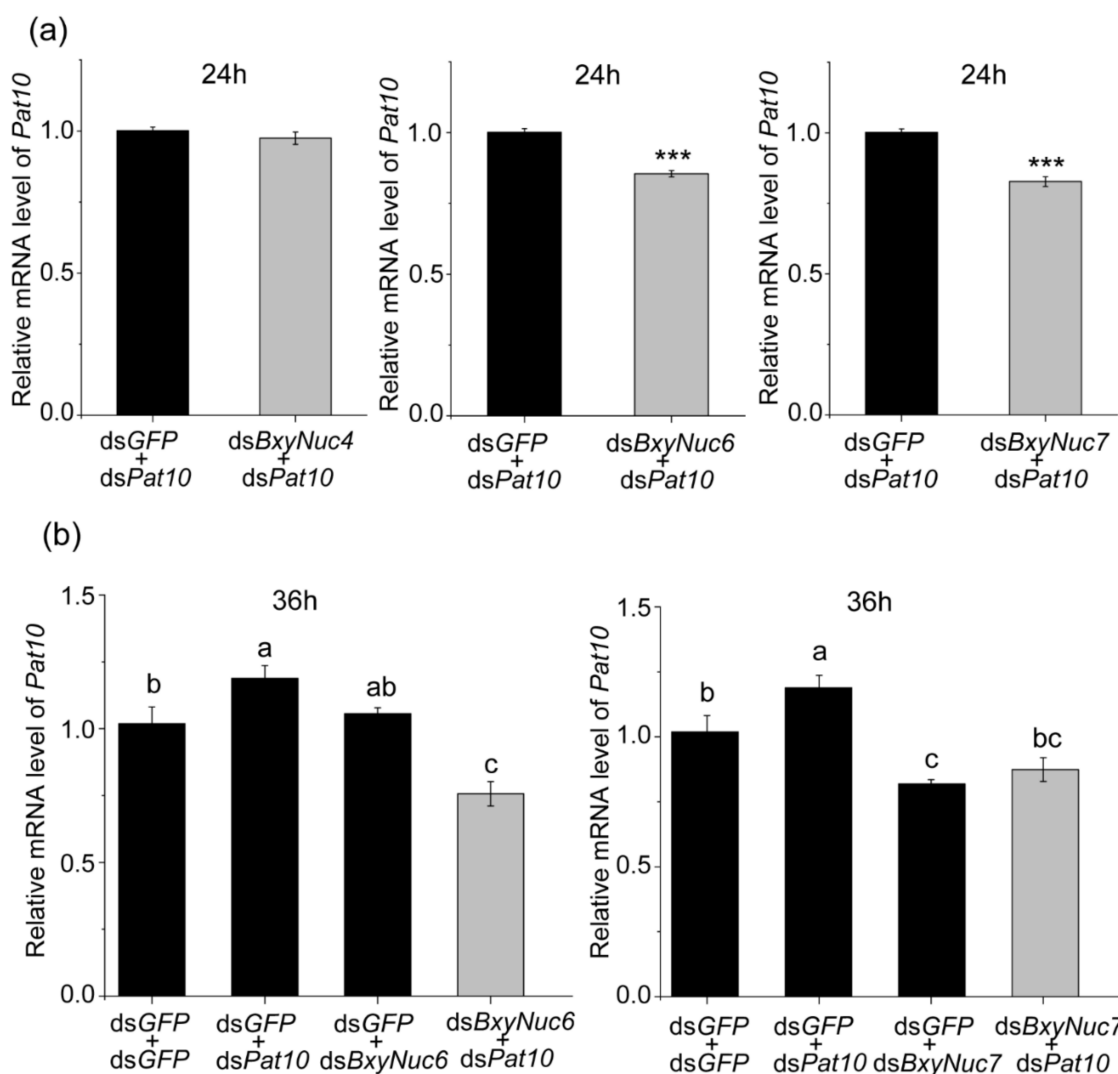 (a)
24h
24h
24h
Relative mRNA level of Pat10
1.0
0.5
0.0
dsGFP
+
dsPat10
dsBxyNuc4
+
dsPat10
Relative mRNA level of Pat10
1.0
0.5
0.0
***
dsGFP
+
dsPat10
dsBxyNuc6
+
dsPat10
Relative mRNA level of Pat10
1.0
0.5
0.0
***
dsGFP
+
dsPat10
dsBxyNuc7
+
dsPat10
(b)
36h
Relative mRNA level of Pat10
1.5
1.0
0.5
0.0
b
a
ab
c
dsGFP
+
dsGFP
dsGFP
+
dsPat10
dsGFP
+
dsBxyNuc6
dsBxyNuc6
+
dsPat10
36h
Relative mRNA level of Pat10
1.5
1.0
0.5
0.0
b
a
c
bc
dsGFP
+
dsGFP
dsGFP
+
dsPat10
dsGFP
+
dsBxyNuc7
dsBxyNuc7
+
dsPat10